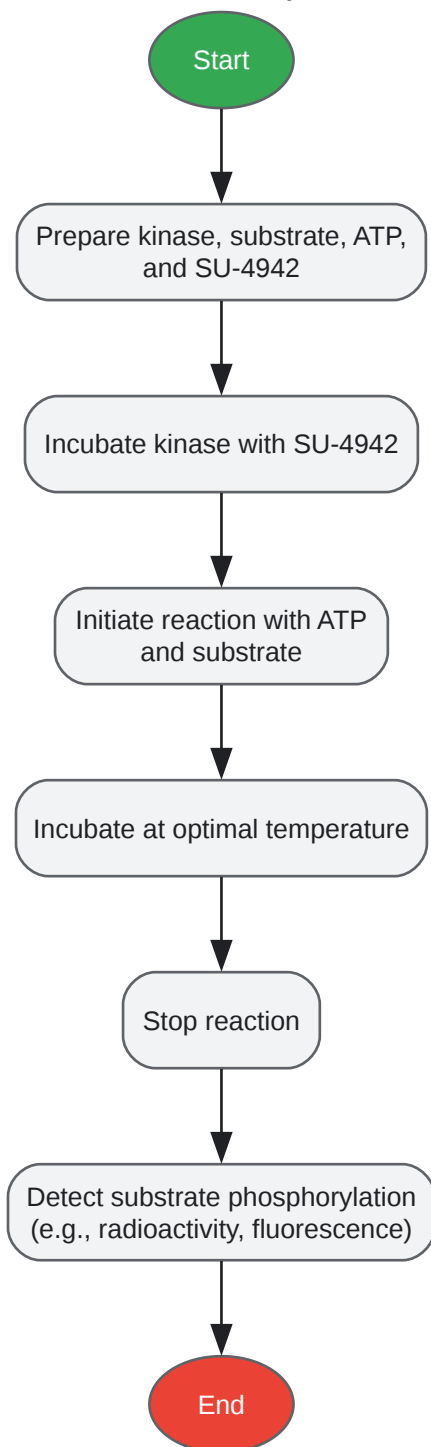 Start
Prepare kinase, substrate, ATP,
and SU-4942
Incubate kinase with SU-4942
Initiate reaction with ATP
and substrate
Incubate at optimal temperature
Stop reaction
Detect substrate phosphorylation
(e.g., radioactivity, fluorescence)
End